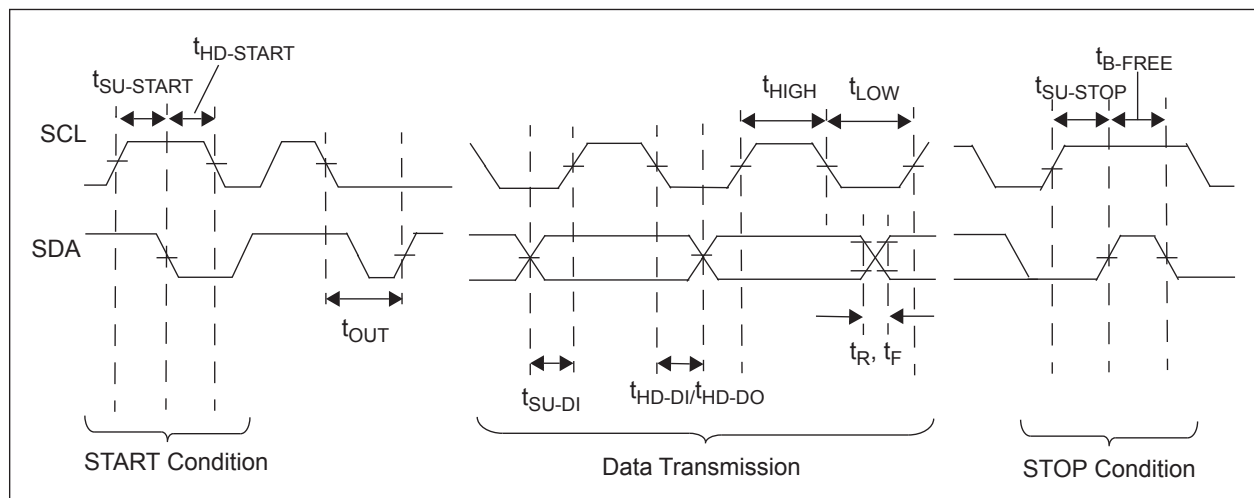 tHD-START
tSU-START
SCL
SDA
tOUT
START Condition
tHIGH
tLOW
tSU-DI
tHD-DI/tHD-DO
tR, tF
Data Transmission
tB-FREE
tSU-STOP
STOP Condition